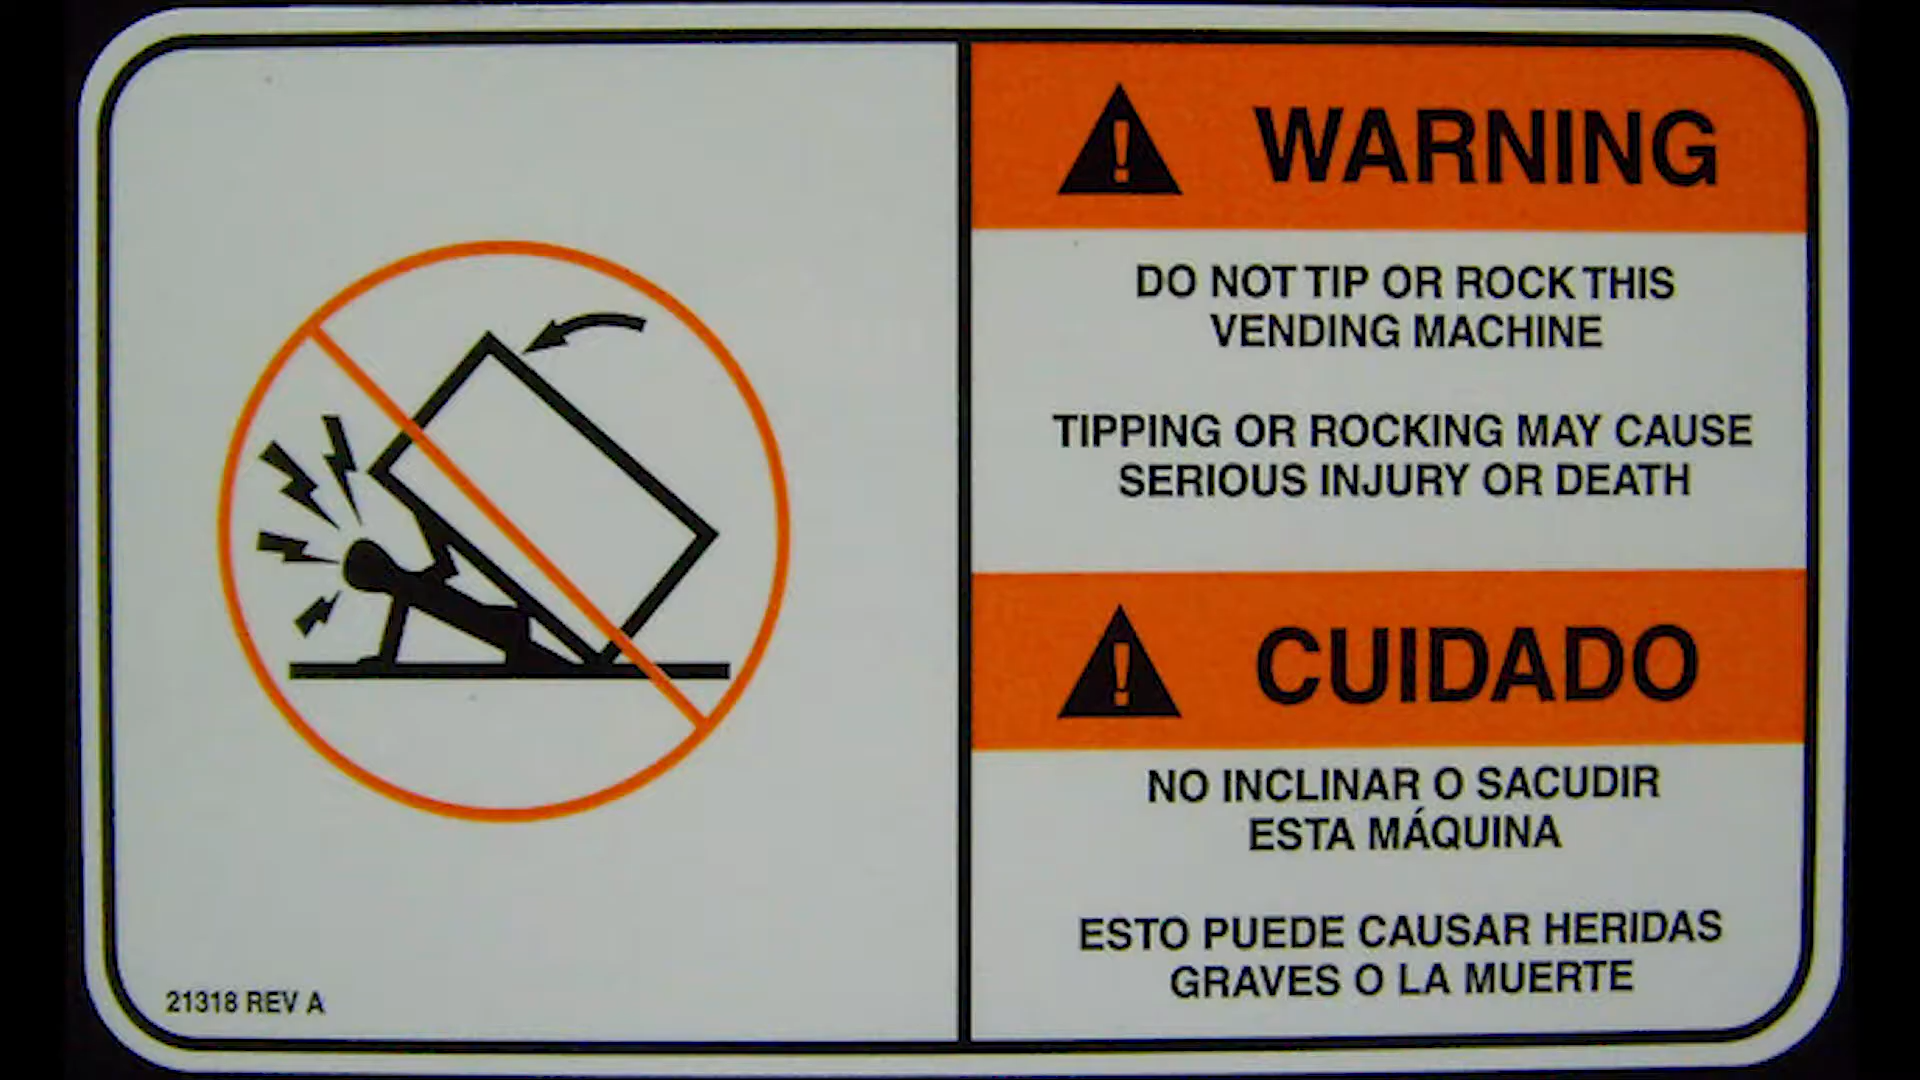 WARNING
DO NOT TIP OR ROCK THIS
VENDING MACHINE
TIPPING OR ROCKING MAY CAUSE
SERIOUS INJURY OR DEATH
CUIDADO
NO INCLINAR O SACUDIR
ESTA MÁQUINA
ESTO PUEDE CAUSAR HERIDAS
GRAVES O LA MUERTE
21318 REV A